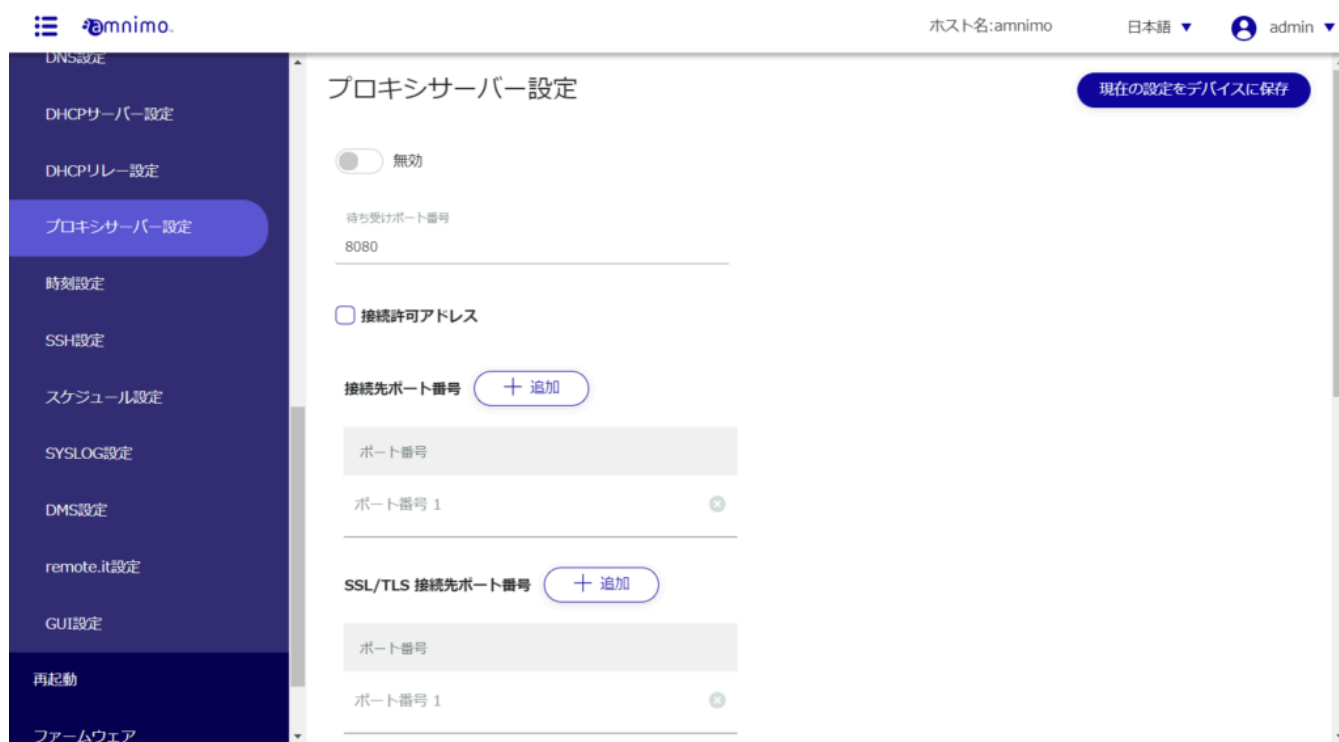 amnimo
ホスト名:amnimo
日本語 ▼
admin ▼
DNS設定
DHCPサーバー設定
DHCPリレー設定
プロキシサーバー設定
時刻設定
SSH設定
スケジュール設定
SYSLOG設定
DMS設定
remote.it設定
GUI設定
再起動
ファームウェア
プロキシサーバー設定
現在の設定をデバイスに保存
無効
待ち受けポート番号
8080
接続許可アドレス
接続先ポート番号
+ 追加
ポート番号
ポート番号 1
SSL/TLS 接続先ポート番号
+ 追加
ポート番号
ポート番号 1